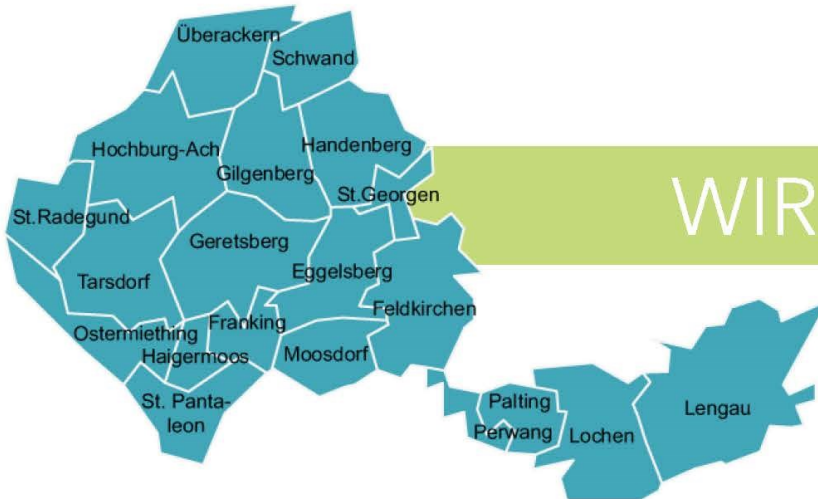 Überackern
Schwand
Hochburg-Ach
Gilgenberg
Handenberg
St.Georgen
WIR
St.Radegund
Geretsberg
Eggelsberg
Tarsdorf
Feldkirchen
Ostermiething
Franking
Haigermoos
Moosdorf
St. Panta-
leon
Palting
Perwang
Lochen
Lengau